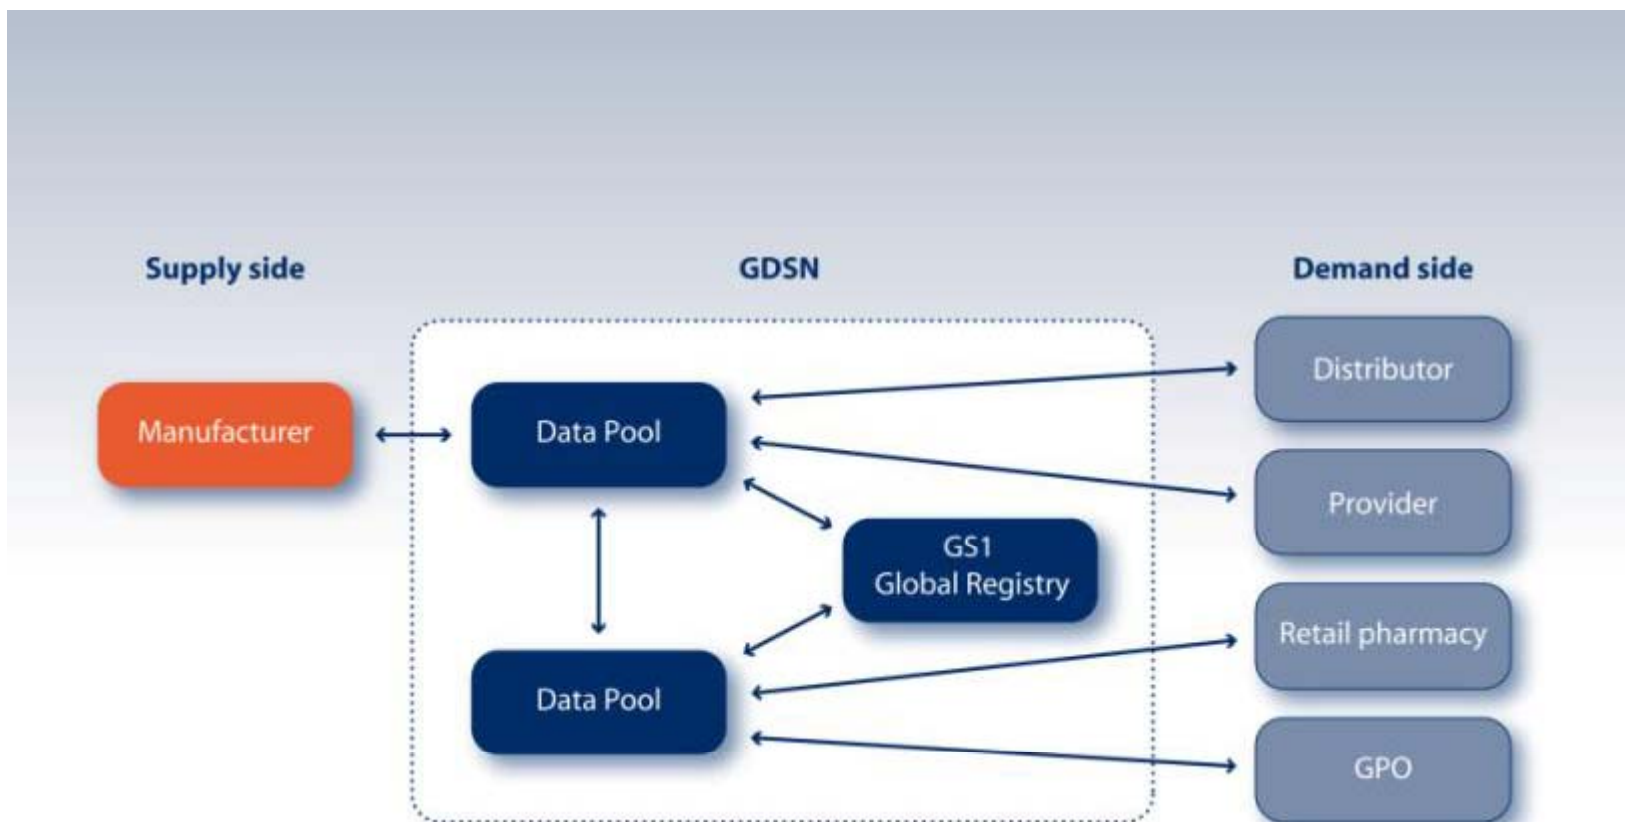 Supply side
GDSN
Demand side
Manufacturer
Data Pool
Distributor
Provider
GS1
Global Registry
Data Pool
Retail pharmacy
GPO